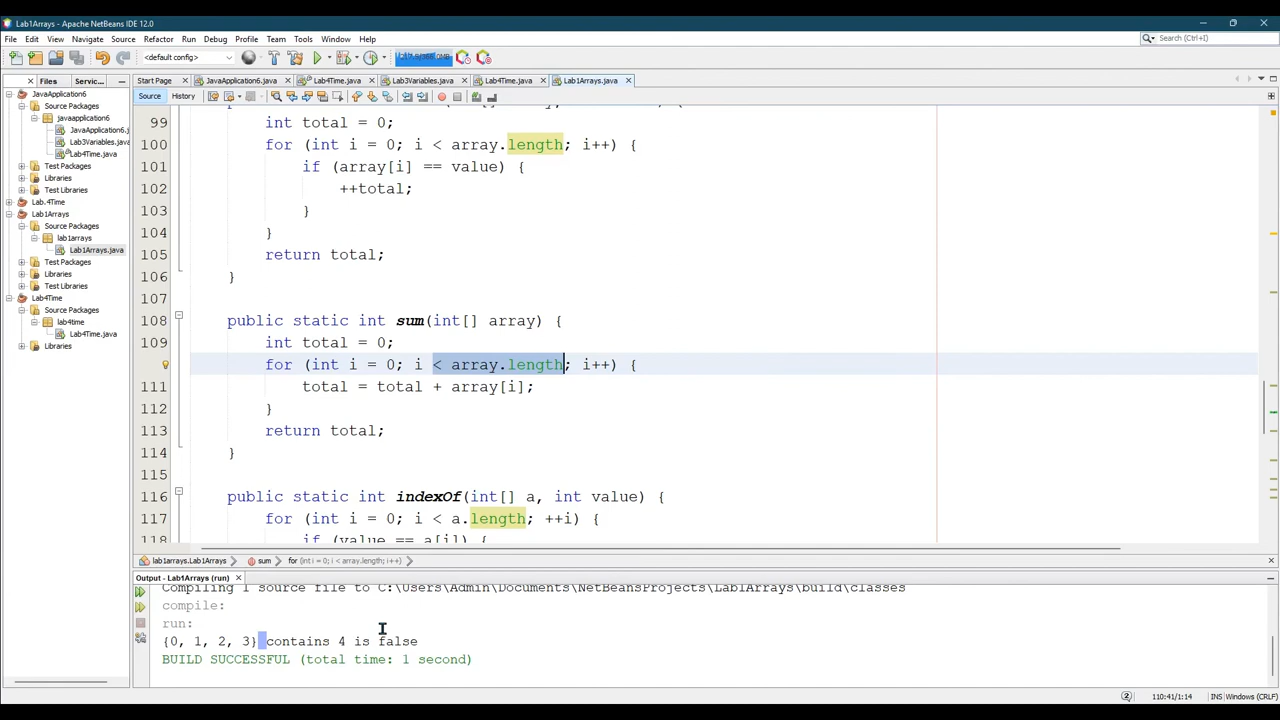 Lab1Arrays - Apache NetBeans IDE 12.0
File Edit View Navigate Source Refactor Run Debug Profile Team Tools Window Help
Search (Ctrl+I)
<default config>
Files Servic...
Start Page JavaApplication6.java Lab4Time.java Lab3Variables.java Lab4Time.java Lab1Arrays.java
Source History
JavaApplication6
Source Packages
javaapplication6
JavaApplication6.j
Lab3Variables.java
Lab4Time.java
Test Packages
Libraries
Test Libraries
Lab.4Time
Lab1Arrays
Source Packages
lab1arrays
Lab1Arrays.java
Test Packages
Libraries
Test Libraries
Lab4Time
Source Packages
lab4time
Lab4Time.java
Libraries
99 int total = 0;
100 for (int i = 0; i < array.length; i++) {
101 if (array[i] == value) {
102 ++total;
103 }
104 }
105 return total;
106 }
107
108 public static int sum(int[] array) {
109 int total = 0;
for (int i = 0; i < array.length; i++) {
111 total = total + array[i];
112 }
113 return total;
114 }
115
116 public static int indexOf(int[] a, int value) {
117 for (int i = 0; i < a.length; ++i) {
118 if (value == a[i]) {
lab1arrays.Lab1Arrays sum for (int i = 0; i < array.length; i++)
Output - Lab1Arrays (run)
Compiling 1 source file to C:\Users\Admin\Documents\NetBeansProjects\Lab1Arrays\build\classes
compile:
run:
{0, 1, 2, 3} contains 4 is false
BUILD SUCCESSFUL (total time: 1 second)
2 110:41/1:14 INS Windows (CRLF)